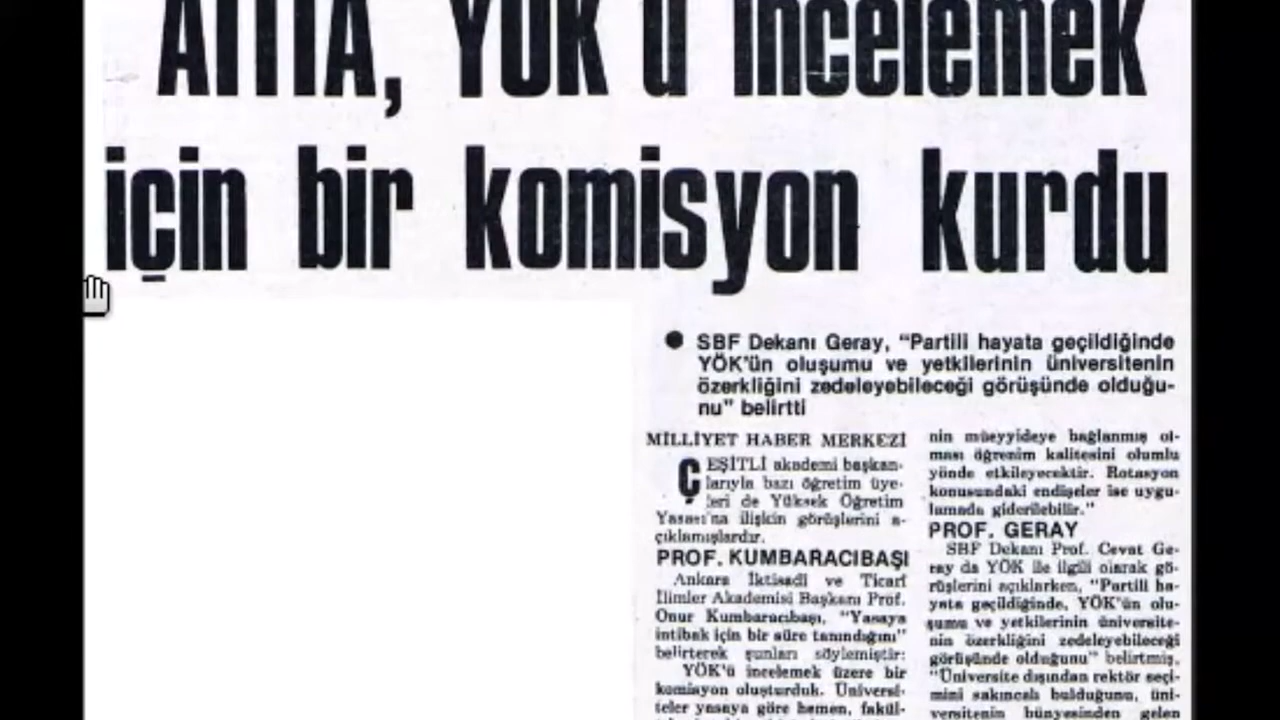 AİTİA, YÖK'ü incelemek
için bir komisyon kurdu
● SBF Dekanı Geray, “Partili hayata geçildiğinde
YÖK'ün oluşumu ve yetkilerinin üniversitenin
özerkliğini zedeleyebileceği görüşünde olduğu-
nu” belirtti
MİLLİYET HABER MERKEZİ
ÇEŞİTLİ akademi başkan-
larıyla bazı öğretim üye-
leri de Yüksek Öğretim
Yasası'na ilişkin görüşlerini a-
çıklamışlardır.
PROF. KUMBARACIBAŞI
Ankara İktisadi ve Ticari
İlimler Akademisi Başkanı Prof.
Onur Kumbaracıbaşı, “Yasaya
intibak için bir süre tanındığını”
belirterek şunları söylemiştir:
YÖK'ü incelemek üzere bir
komisyon oluşturduk. Üniversi-
teler yasaya göre hemen, fakül-
nin müeyyideye bağlanmış ol-
ması öğrenim kalitesini olumlu
yönde etkileyecektir. Rotasyon
konusundaki endişeler ise uygu-
lamada giderilebilir.”
PROF. GERAY
SBF Dekanı Prof. Cevat Ge-
ray da YÖK ile ilgili olarak gö-
rüşlerini açıklarken, “Partili ha-
yata geçildiğinde, YÖK'ün olu-
şumu ve yetkilerinin üniversite-
nin özerkliğini zedeleyebileceği
görüşünde olduğunu” belirtmiş,
“Üniversite dışından rektör seçi-
mini sakıncalı bulduğunu, üni-
versitenin bünyesinden gelen